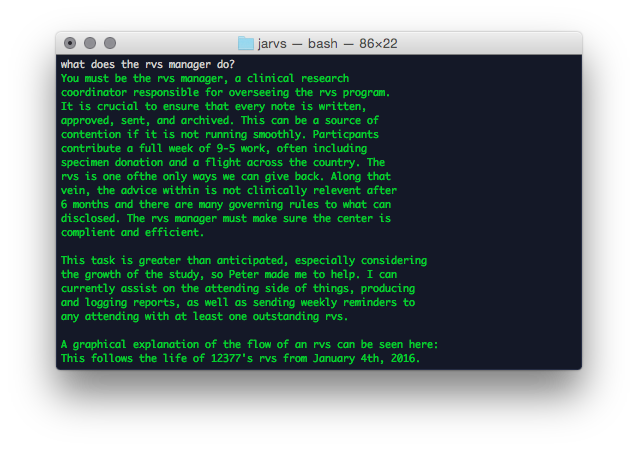 jarvs — bash — 86×22
what does the rvs manager do?
You must be the rvs manager, a clinical research
coordinator responsible for overseeing the rvs program.
It is crucial to ensure that every note is written,
approved, sent, and archived. This can be a source of
contention if it is not running smoothly. Particpants
contribute a full week of 9-5 work, often including
specimen donation and a flight across the country. The
rvs is one ofthe only ways we can give back. Along that
vein, the advice within is not clinically relevent after
6 months and there are many governing rules to what can
disclosed. The rvs manager must make sure the center is
complient and efficient.
This task is greater than anticipated, especially considering
the growth of the study, so Peter made me to help. I can
currently assist on the attending side of things, producing
and logging reports, as well as sending weekly reminders to
any attending with at least one outstanding rvs.
A graphical explanation of the flow of an rvs can be seen here:
This follows the life of 12377's rvs from January 4th, 2016.